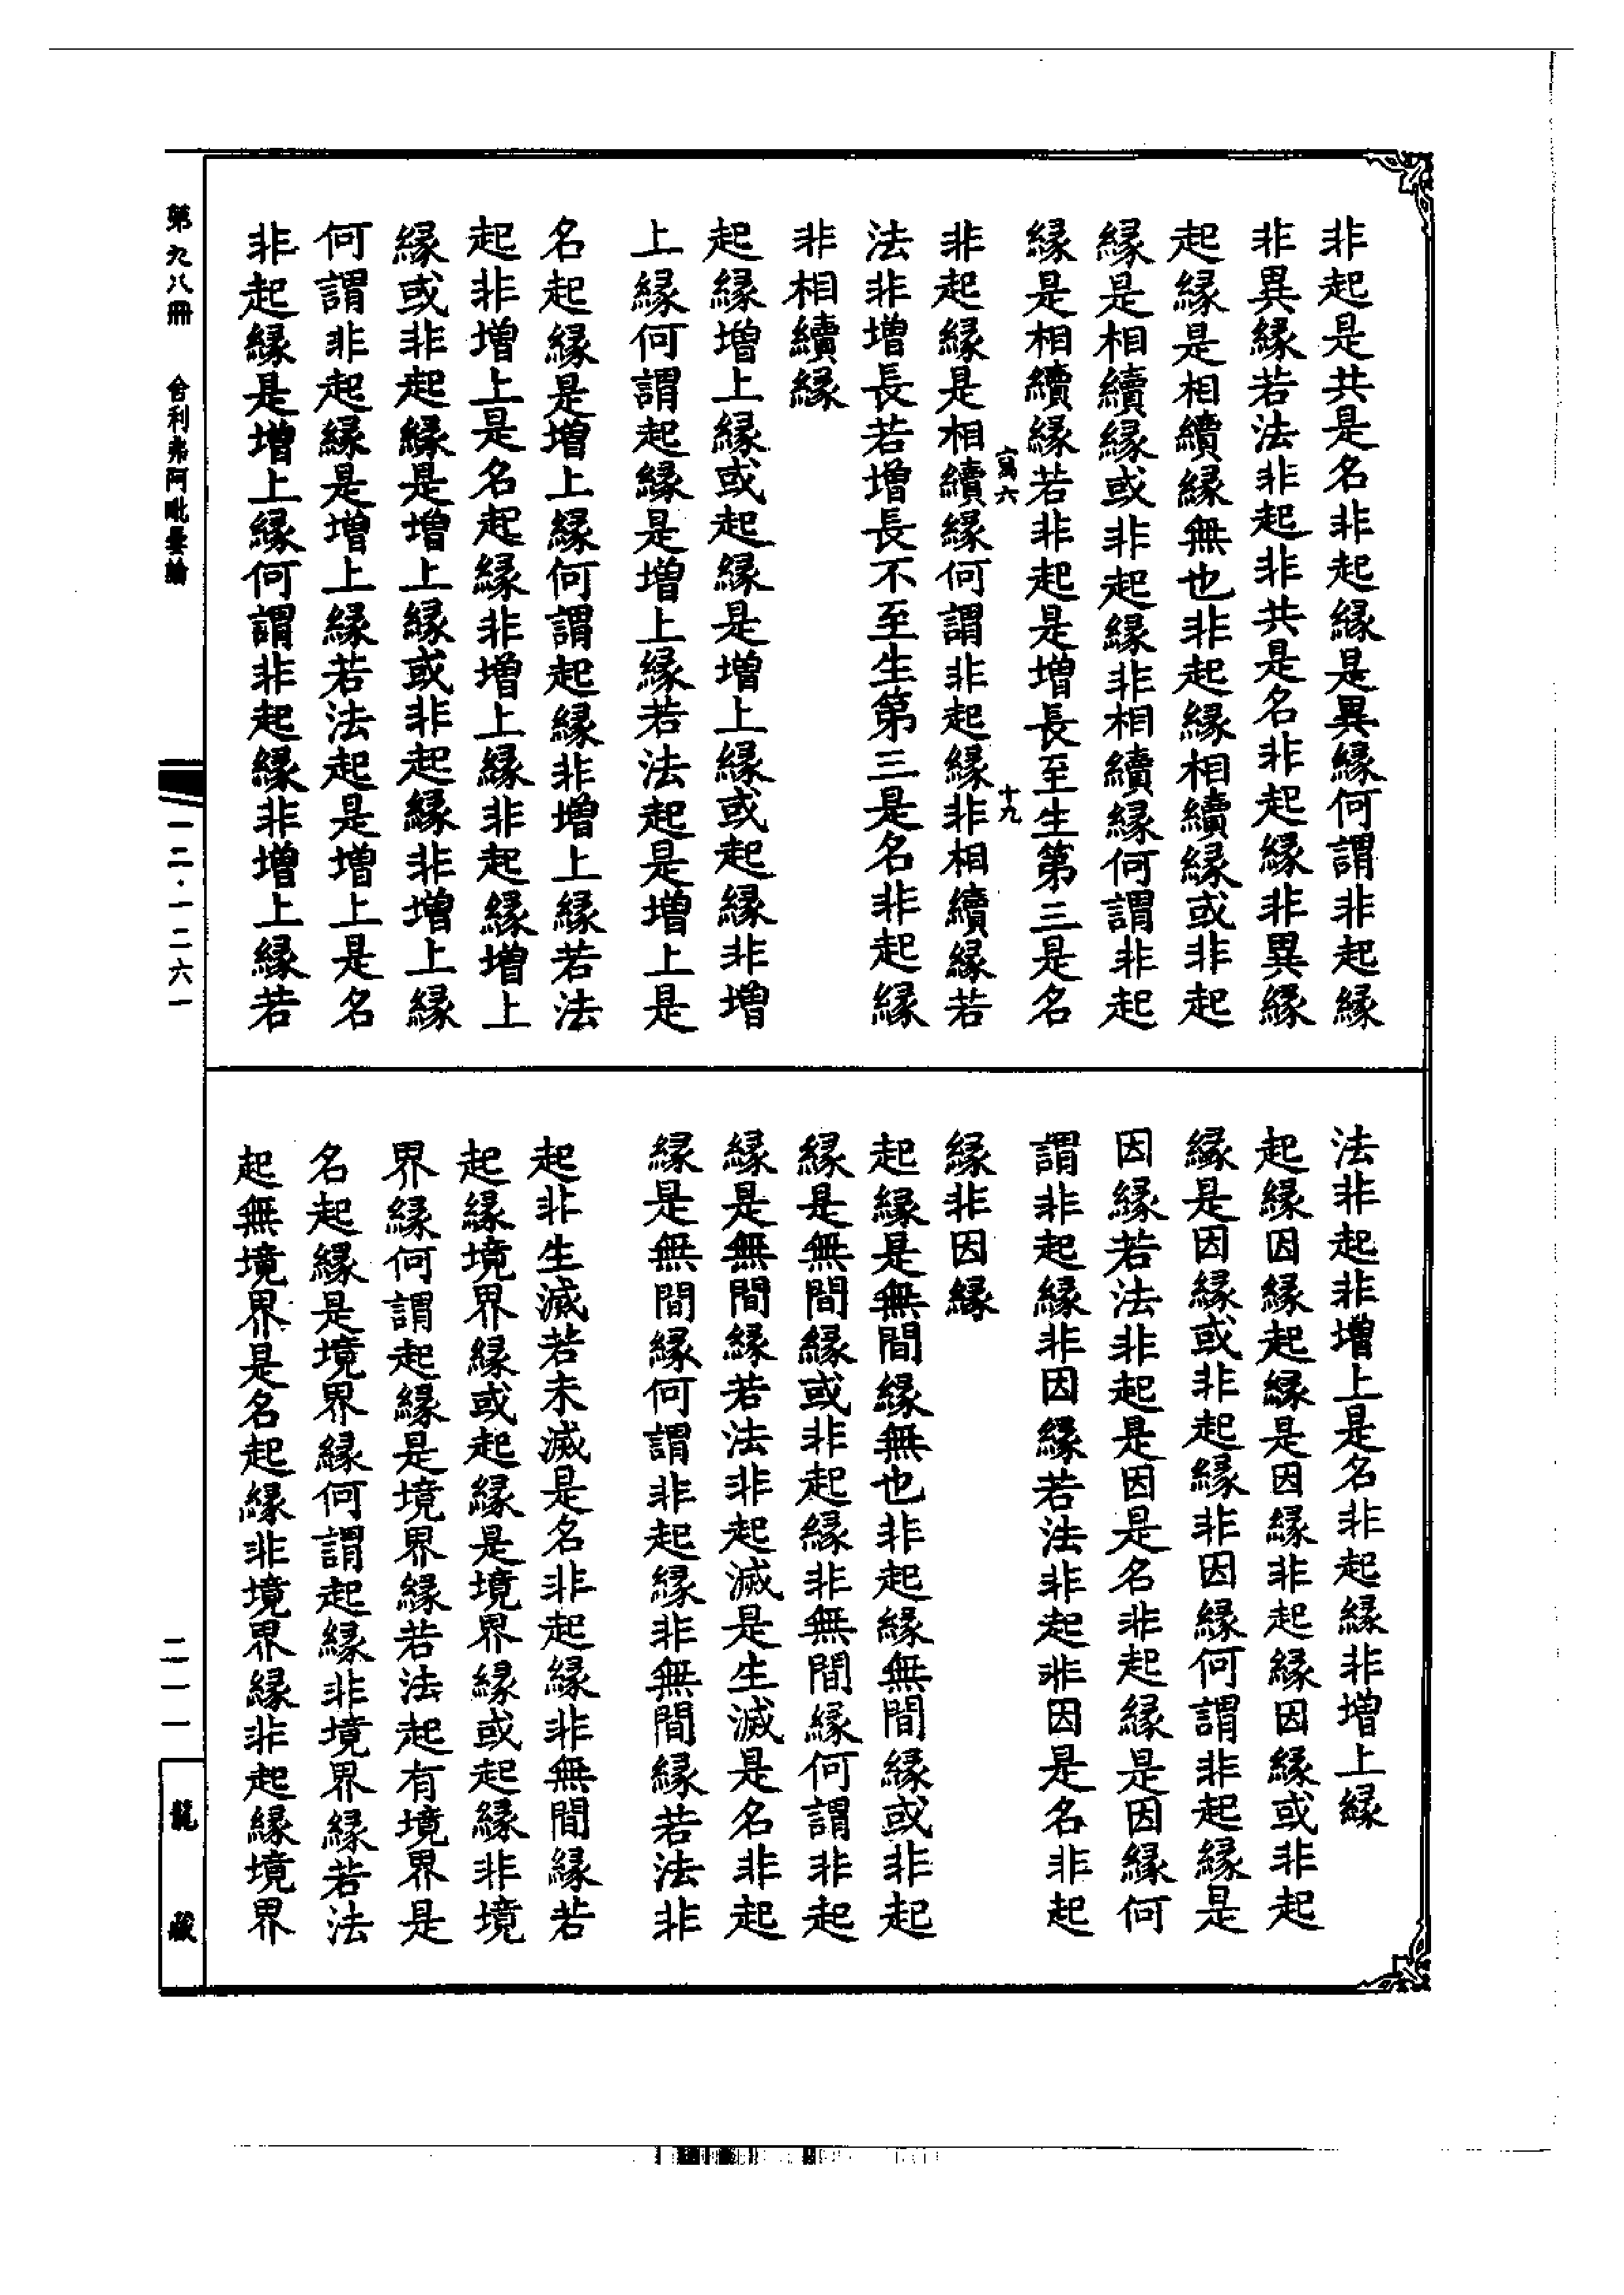 非起是共是名非起緣是異緣何謂非起緣
非異緣若法非起非共是名非起緣非異緣
起緣是相續緣無也非起緣相續緣或非起
緣是相續緣或非起緣非相續緣何謂非起
緣是相續緣若非起是增長至生第三是名
十九
非起緣是相續緣何謂非起緣非相續緣若
法非增長若增長不至生第三是名非起緣
非相續緣
起緣增上緣或起緣是增上緣或起緣非增
上緣何謂起緣是增上緣若法起是增上是
名起緣是增上緣何謂起緣非增上緣若法
起非增上是名起緣非增上緣非起緣增上
緣或非起緣是增上緣或非起緣非增上緣
何謂非起緣是增上緣若法起是增上是名
非起緣是增上緣何謂非起緣非增上緣若
法非起非增上是名非起緣非增上緣
起緣因緣起緣是因緣非起緣因緣或非起
緣是因緣或非起緣非因緣何謂非起緣是
因緣若法非起是因是名非起緣是因緣何
謂非起緣非因緣若法非起非因是名非起
緣非因緣
起緣是無間緣無也非起緣無間緣或非起
緣是無間緣或非起緣非無間緣何謂非起
緣是無間緣若法非起滅是生滅是名非起
緣是無間緣何謂非起緣非無間緣若法非
起非生滅若未滅是名非起緣非無間緣若
起緣境界緣或起緣是境界緣或起緣非境
界緣何謂起緣是境界緣若法起有境界是
名起緣是境界緣何謂起緣非境界緣若法
起無境界是名起緣非境界緣非起緣境界
第九八冊 舍利弗阿毗曇論
一二·一二六一
二一一
龍藏